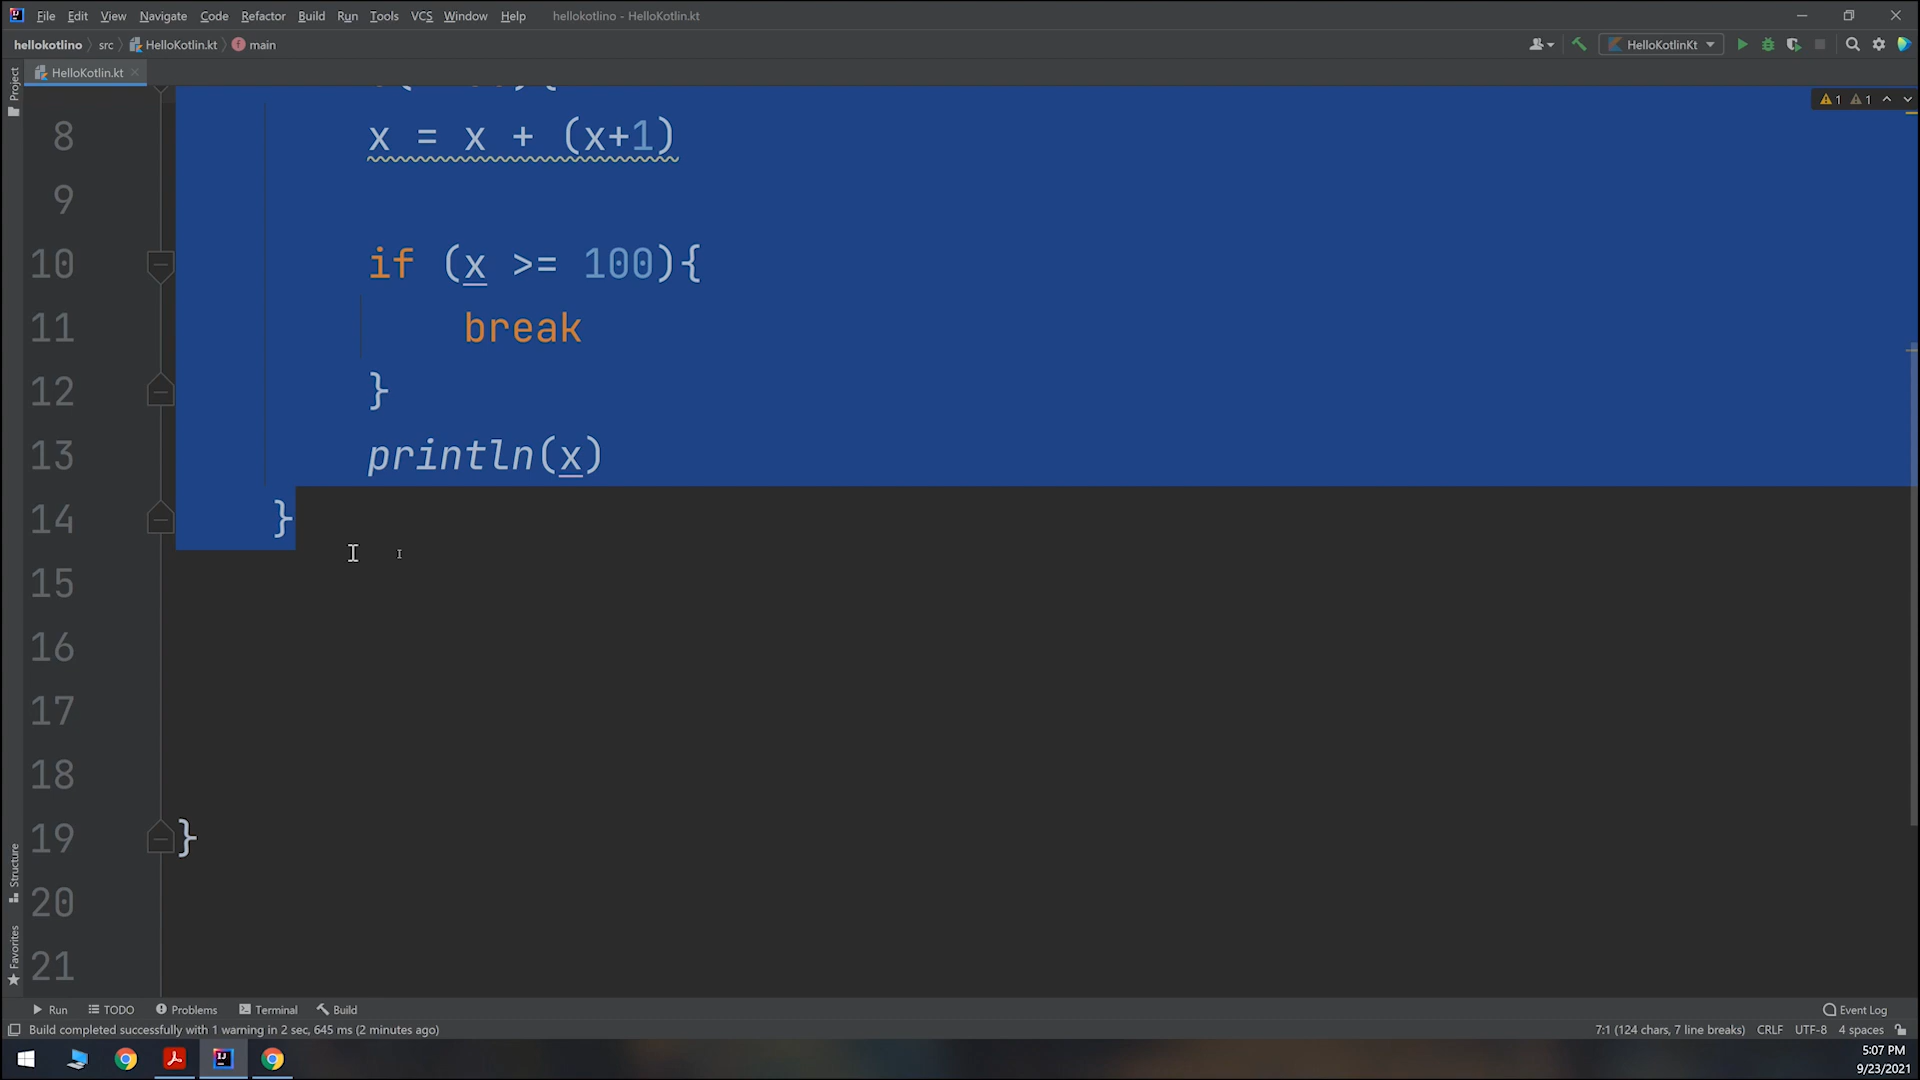 File Edit View Navigate Code Refactor Build Run Tools VCS Window Help hellokotlino - HelloKotlin.kt
hellokotlino src HelloKotlin.kt main HelloKotlinKt
HelloKotlin.kt
Project
1 1
8 x = x + (x+1)
9
10 if (x >= 100){
11 break
12 }
13 println(x)
14 }
15
16
17
18
19 }
20
21
Structure
Favorites
Run TODO Problems Terminal Build Event Log
Build completed successfully with 1 warning in 2 sec, 645 ms (2 minutes ago) 7:1 (124 chars, 7 line breaks) CRLF UTF-8 4 spaces
5:07 PM
9/23/2021